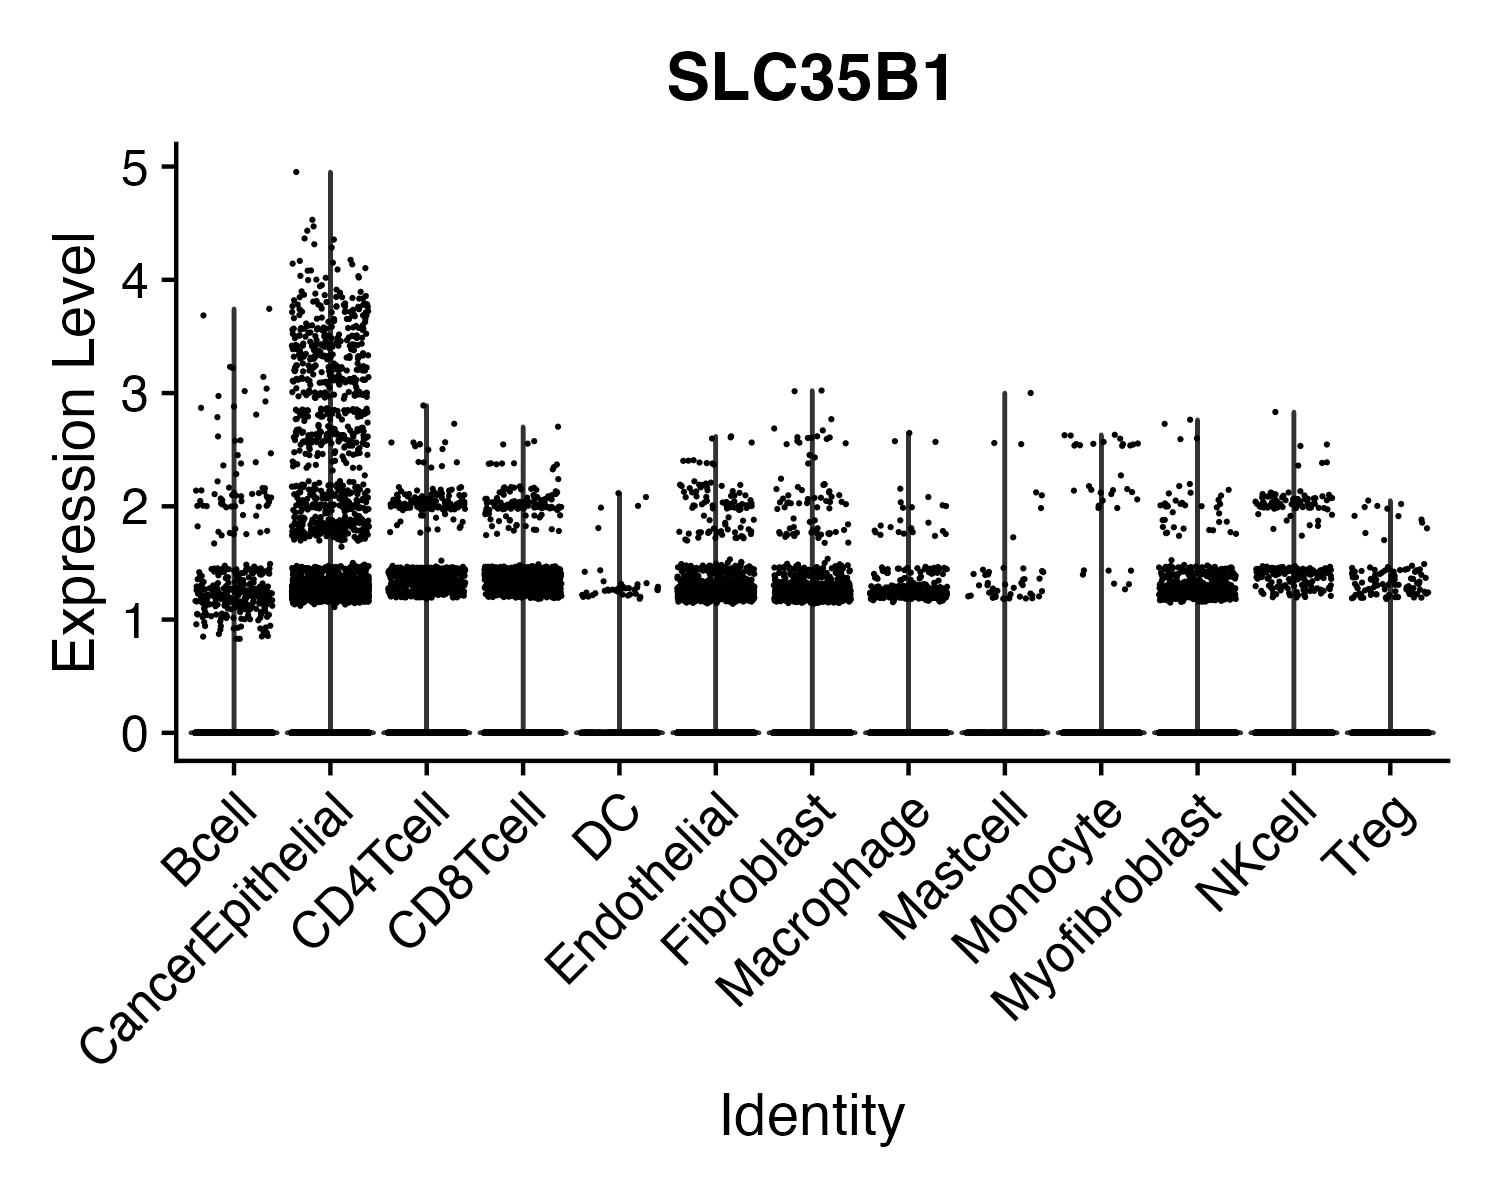 SLC35B1
Expression Level
5
4
3
2
1
0
Bcell
CancerEpithelial
CD4Tcell
CD8Tcell
DC
Endothelial
Fibroblast
Macrophage
Mastcell
Monocyte
Myofibroblast
NKcell
Treg
Identity